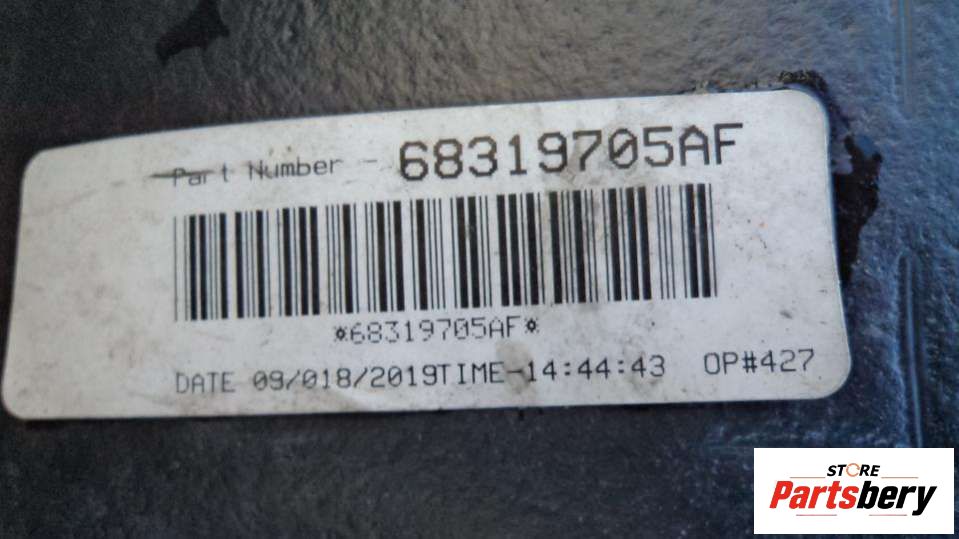 Part Number - 68319705AF
*68319705AF*
DATE 09/018/2019TIME-14:44:43 OP#427
STORE
Partsbery